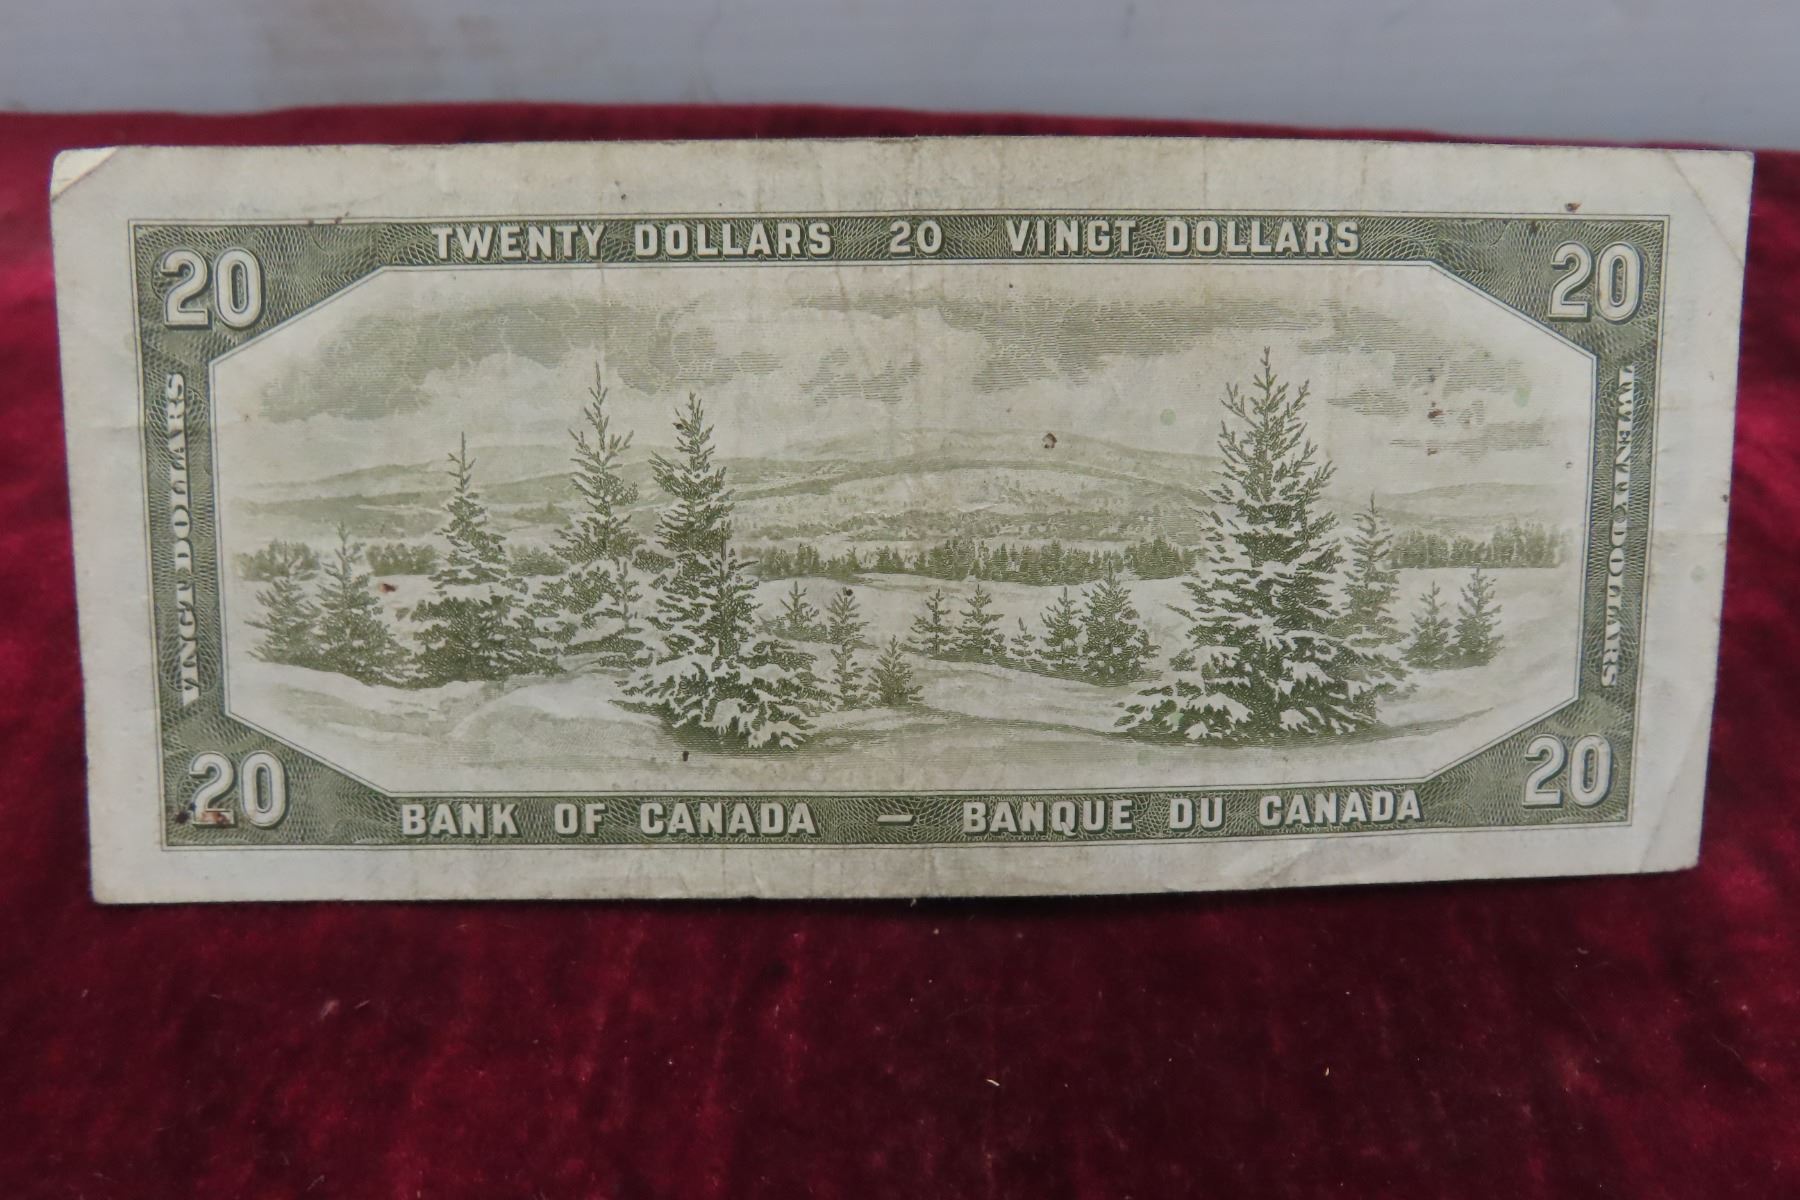 TWENTY DOLLARS 20 VINGT DOLLARS
20
20
VINGT DOLLARS
TWENTY DOLLARS
20
20
BANK OF CANADA — BANQUE DU CANADA